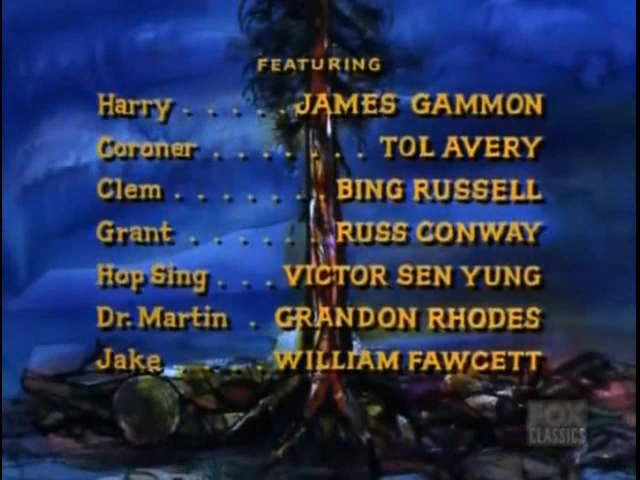 FEATURING
Harry . . . . . JAMES GAMMON
Coroner . . . . . . . TOL AVERY
Clem . . . . . . BING RUSSELL
Grant . . . . . . RUSS CONWAY
Hop Sing . . . VICTOR SEN YUNG
Dr. Martin . GRANDON RHODES
Jake . . . . . WILLIAM FAWCETT
FOX
CLASSICS